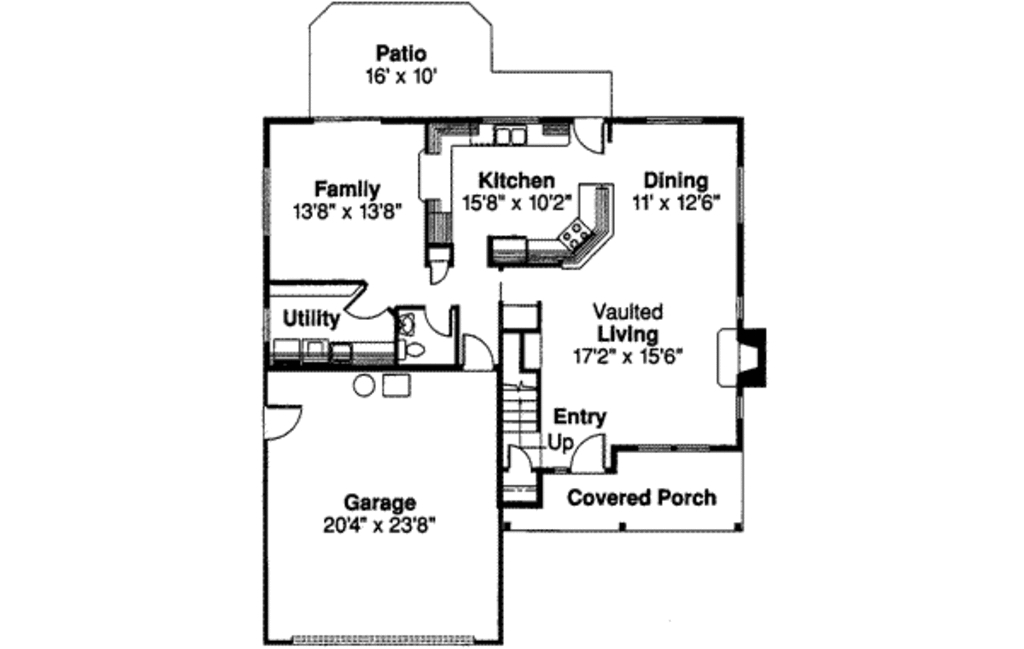 Patio
16' x 10'
Family
13'8" x 13'8"
Kitchen
15'8" x 10'2"
Dining
11' x 12'6"
Utility
Vaulted
Living
17'2" x 15'6"
Entry
Up
Garage
20'4" x 23'8"
Covered Porch